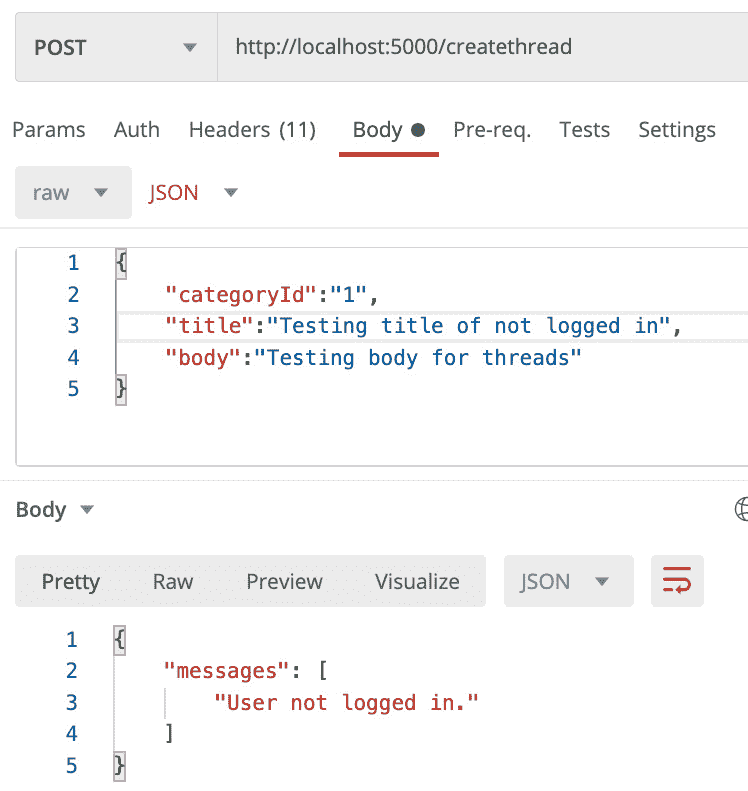 POST http://localhost:5000/createthread
Params Auth Headers (11) Body Pre-req. Tests Settings
raw JSON
1 {
2 "categoryId":"1",
3 "title":"Testing title of not logged in",
4 "body":"Testing body for threads"
5 }
Body
Pretty Raw Preview Visualize JSON
1 {
2 "messages": [
3 "User not logged in."
4 ]
5 }